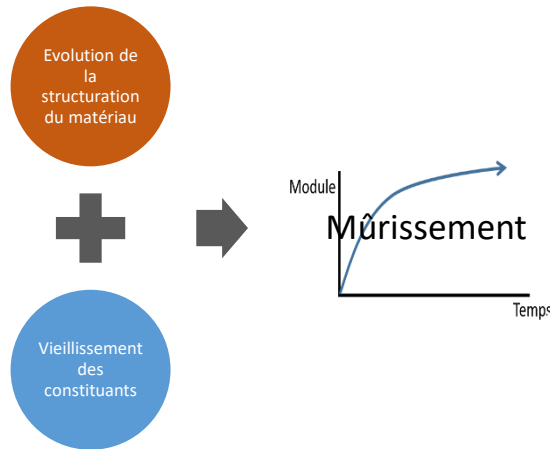 Evolution de
la
structuration
du matériau
Module
Mûrissement
Temps
Vieillissement
des
constituants